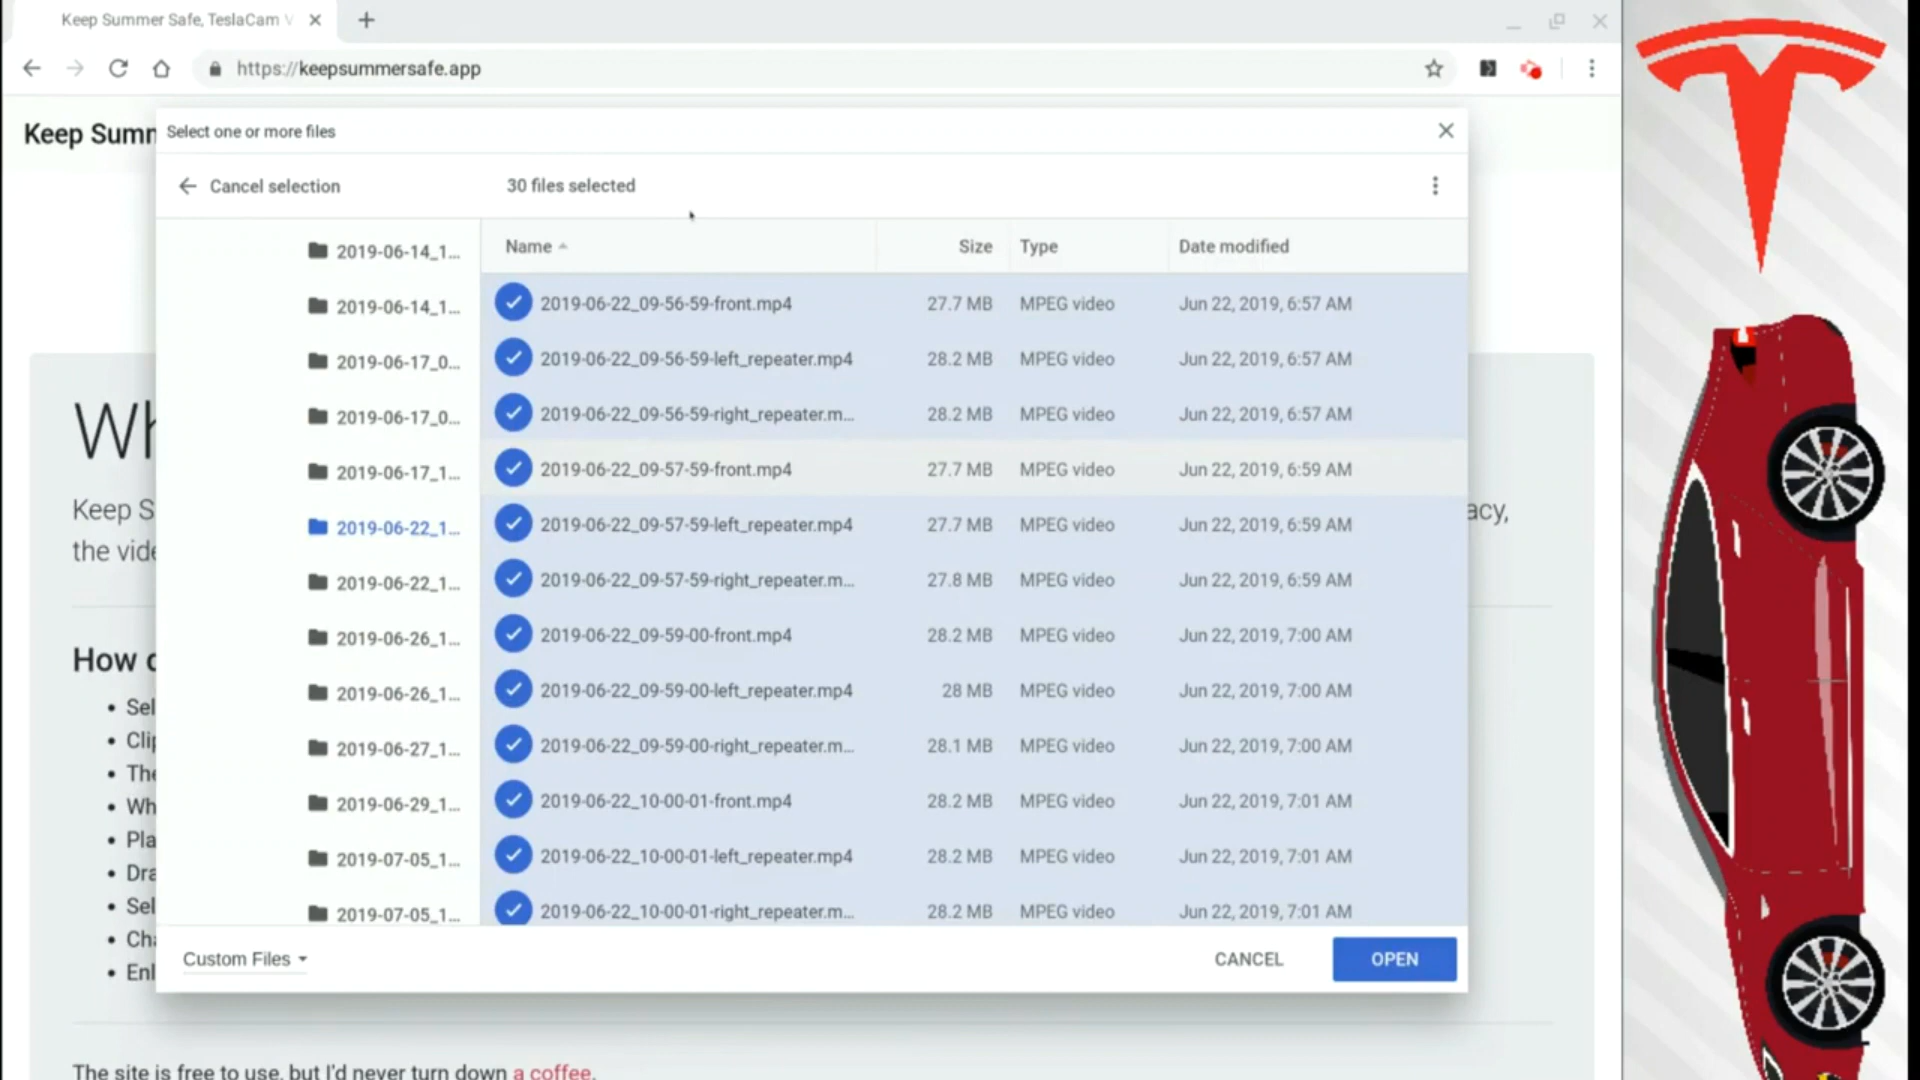 Keep Summer Safe, TeslaCam V
https://keepsummersafe.app
Keep Summ
Select one or more files
Cancel selection
30 files selected
Name
Size
Type
Date modified
2019-06-14_1...
2019-06-14_1...
2019-06-17_0...
2019-06-17_0...
2019-06-17_1...
2019-06-22_1...
2019-06-22_1...
2019-06-26_1...
2019-06-26_1...
2019-06-27_1...
2019-06-29_1...
2019-07-05_1...
2019-07-05_1...
2019-06-22_09-56-59-front.mp4 27.7 MB MPEG video Jun 22, 2019, 6:57 AM
2019-06-22_09-56-59-left_repeater.mp4 28.2 MB MPEG video Jun 22, 2019, 6:57 AM
2019-06-22_09-56-59-right_repeater.m... 28.2 MB MPEG video Jun 22, 2019, 6:57 AM
2019-06-22_09-57-59-front.mp4 27.7 MB MPEG video Jun 22, 2019, 6:59 AM
2019-06-22_09-57-59-left_repeater.mp4 27.7 MB MPEG video Jun 22, 2019, 6:59 AM
2019-06-22_09-57-59-right_repeater.m... 27.8 MB MPEG video Jun 22, 2019, 6:59 AM
2019-06-22_09-59-00-front.mp4 28.2 MB MPEG video Jun 22, 2019, 7:00 AM
2019-06-22_09-59-00-left_repeater.mp4 28 MB MPEG video Jun 22, 2019, 7:00 AM
2019-06-22_09-59-00-right_repeater.m... 28.1 MB MPEG video Jun 22, 2019, 7:00 AM
2019-06-22_10-00-01-front.mp4 28.2 MB MPEG video Jun 22, 2019, 7:01 AM
2019-06-22_10-00-01-left_repeater.mp4 28.2 MB MPEG video Jun 22, 2019, 7:01 AM
2019-06-22_10-00-01-right_repeater.m... 28.2 MB MPEG video Jun 22, 2019, 7:01 AM
Custom Files
CANCEL
OPEN
Wh
Keep S
acy,
the vide
How
Sel
Clip
The
Wh
Pla
Dra
Sel
Cha
Enl
The site is free to use, but I'd never turn down a coffee.